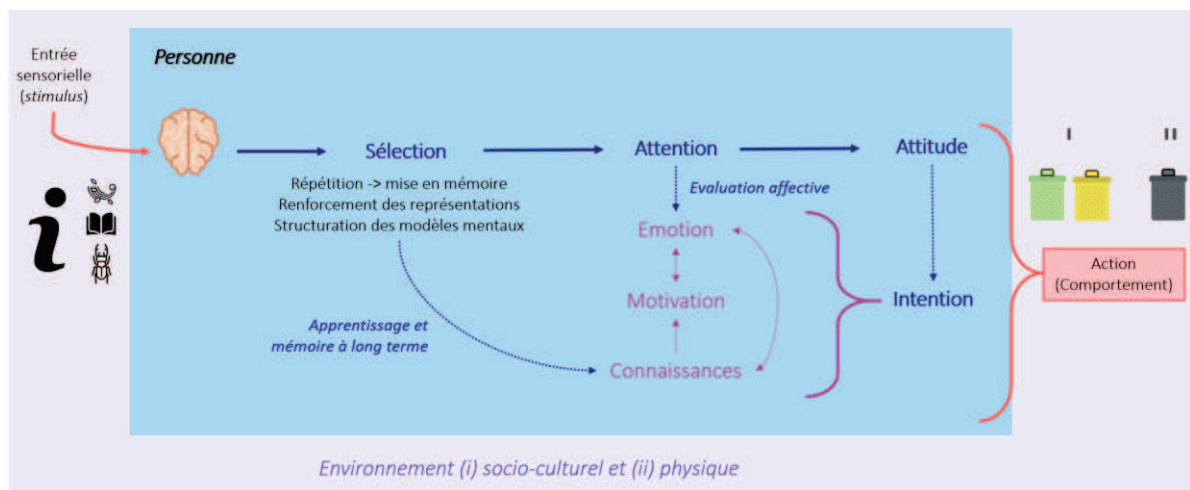 Entrée
sensorielle
(stimulus)
Personne
Sélection
Répétition -> mise en mémoire
Renforcement des représentations
Structuration des modèles mentaux
Apprentissage et
mémoire à long terme
Attention
Evaluation affective
Emotion
Motivation
Connaissances
Attitude
Intention
I
II
Action
(Comportement)
Environnement (i) socio-culturel et (ii) physique